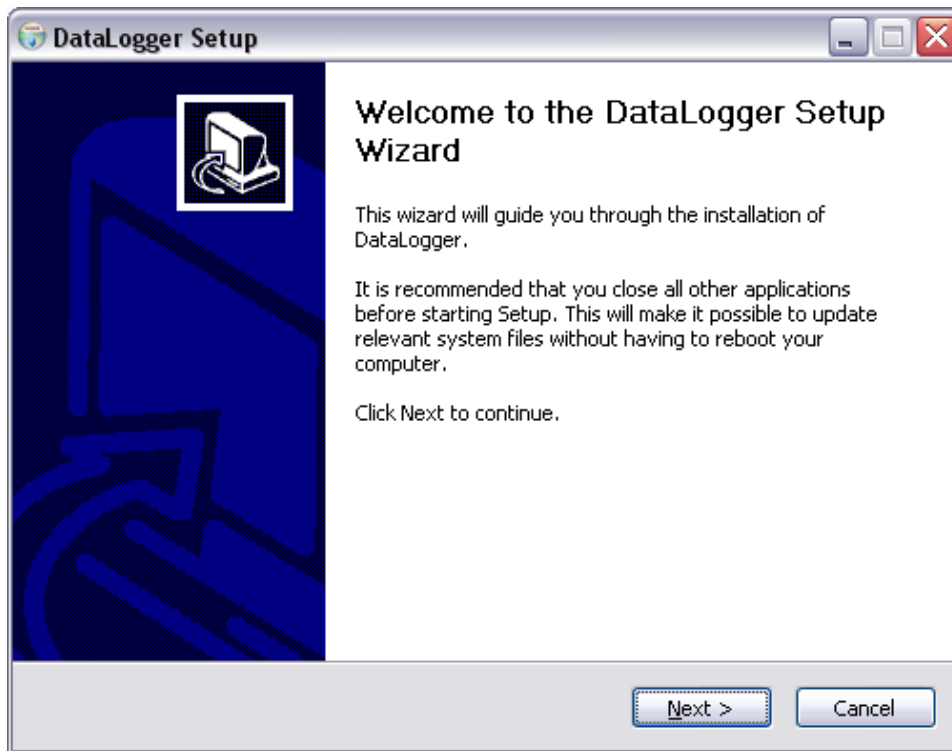 DataLogger Setup
Welcome to the DataLogger Setup
Wizard
This wizard will guide you through the installation of
DataLogger.
It is recommended that you close all other applications
before starting Setup. This will make it possible to update
relevant system files without having to reboot your
computer.
Click Next to continue.
Next >
Cancel